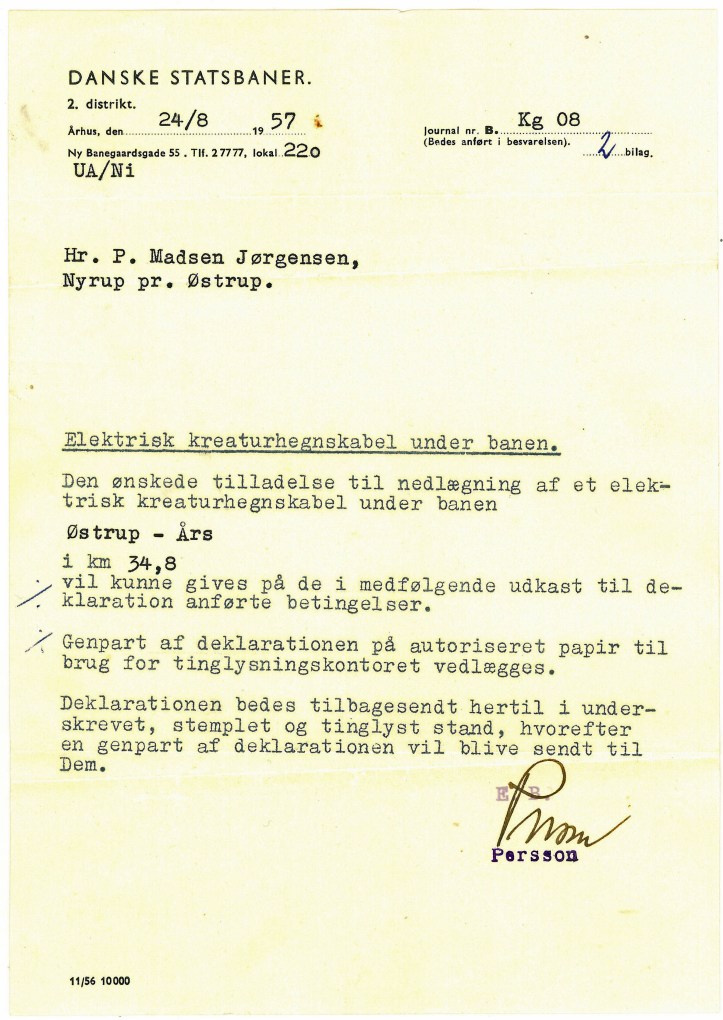 DANSKE STATSBANER.
2. distrikt.
Århus, den 24/8 19 57
Journal nr. B. Kg 08
(Bedes anført i besvarelsen).
2 bilag.
Ny Banegaardsgade 55 . Tlf. 27777, lokal 220
UA/Ni
Hr. P. Madsen Jørgensen,
Nyrup pr. Østrup.
Elektrisk kreaturhegnskabel under banen.
Den ønskede tilladelse til nedlægning af et elek-
trisk kreaturhegnskabel under banen
Østrup - Års
i km 34,8
vil kunne gives på de i medfølgende udkast til de-
./. klaration anførte betingelser.
./. Genpart af deklarationen på autoriseret papir til
brug for tinglysningskontoret vedlægges.
Deklarationen bedes tilbagesendt hertil i under-
skrevet, stemplet og tinglyst stand, hvorefter
en genpart af deklarationen vil blive sendt til
Dem.
E. B.
Persson
Persson
11/56 10000